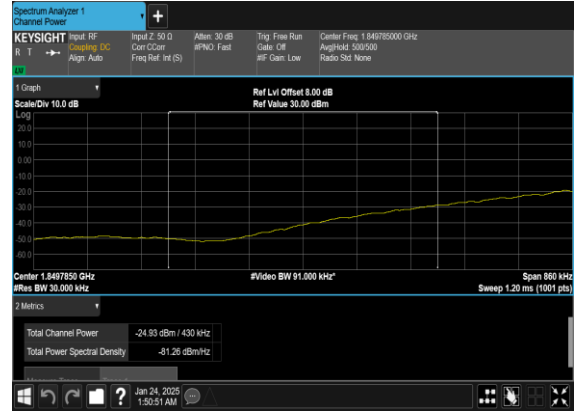 Spectrum Analyzer 1
Channel Power
+
KEYSIGHT Input: RF
R T Coupling: DC
Align: Auto
Input Z: 50 Ω
Corr CCorr
Freq Ref: Int (S)
Atten: 30 dB
#PNO: Fast
Trig: Free Run
Gate: Off
#IF Gain: Low
Center Freq: 1.849785000 GHz
Avg|Hold: 500/500
Radio Std: None
1 Graph
Scale/Div 10.0 dB
Ref Lvl Offset 8.00 dB
Ref Value 30.00 dBm
Log
20.0
10.0
0.00
-10.0
-20.0
-30.0
-40.0
-50.0
-60.0
Center 1.8497850 GHz
#Video BW 91.000 kHz*
Span 860 kHz
#Res BW 30.000 kHz
Sweep 1.20 ms (1001 pts)
2 Metrics
Total Channel Power -24.93 dBm / 430 kHz
Total Power Spectral Density -81.26 dBm/Hz
?
Jan 24, 2025
1:50:51 AM